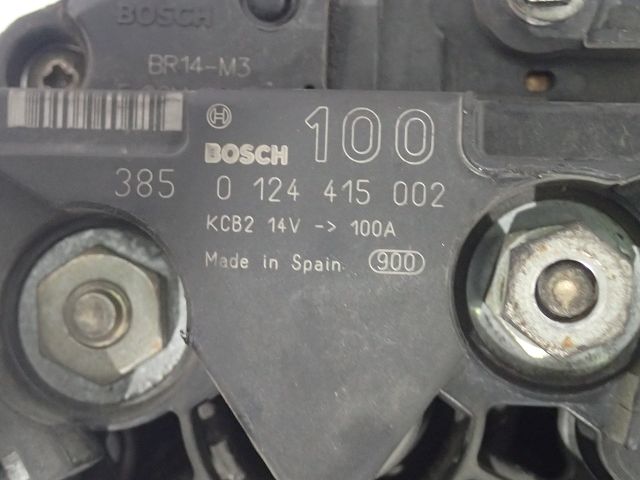 BOSCH
BR14-M3
100
BOSCH
385 0 124 415 002
KCB2 14V -> 100A
Made in Spain 900